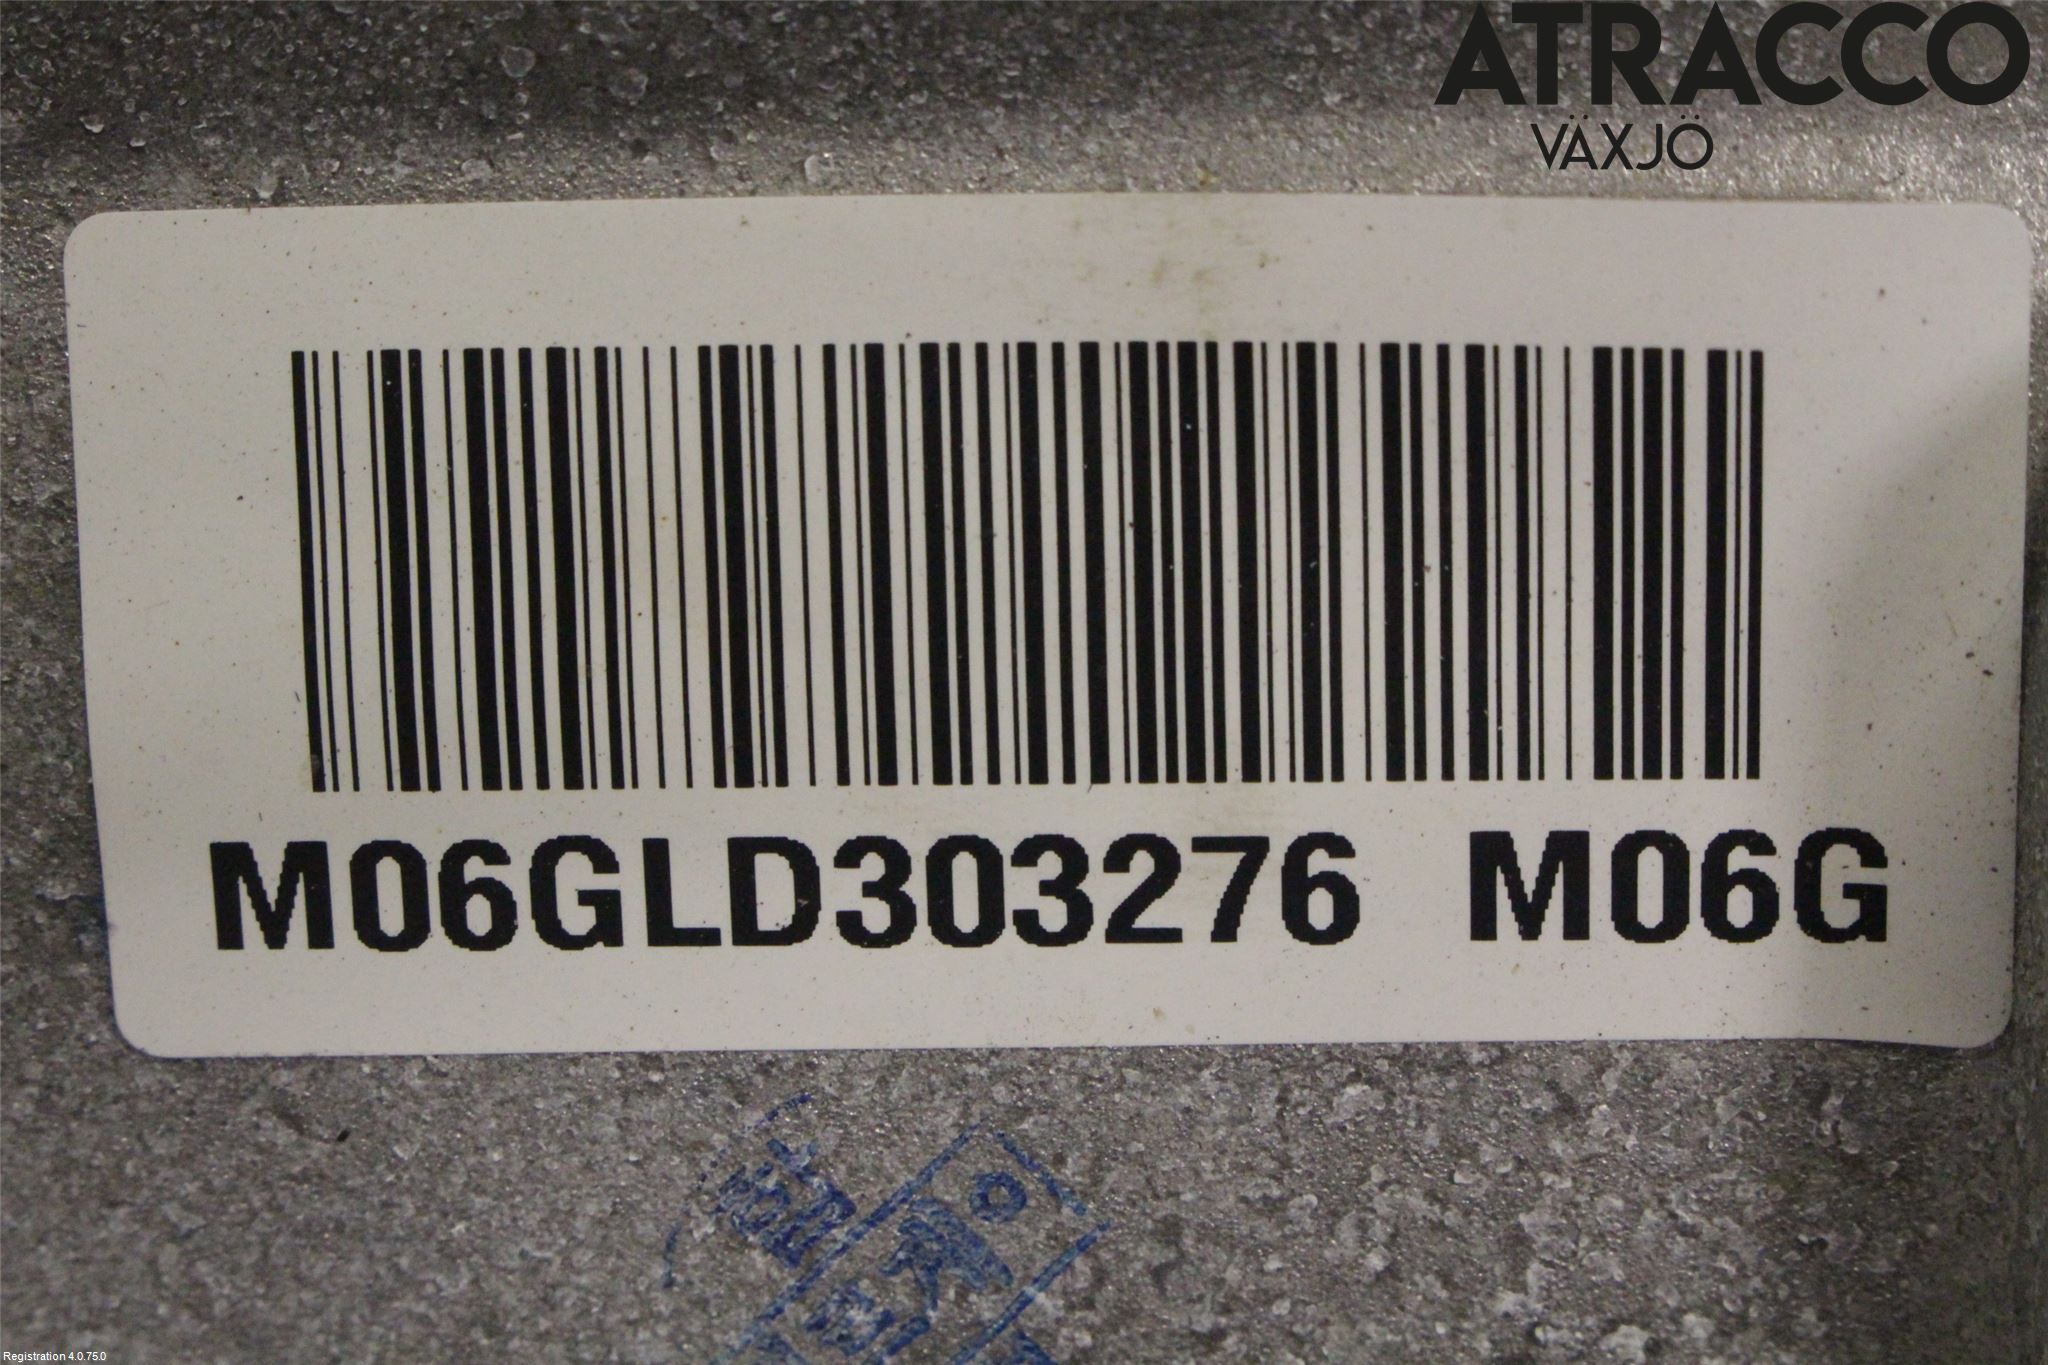 ATRACCO
VÄXJÖ
M06GLD303276 M06G
Registration 4.0.75.0